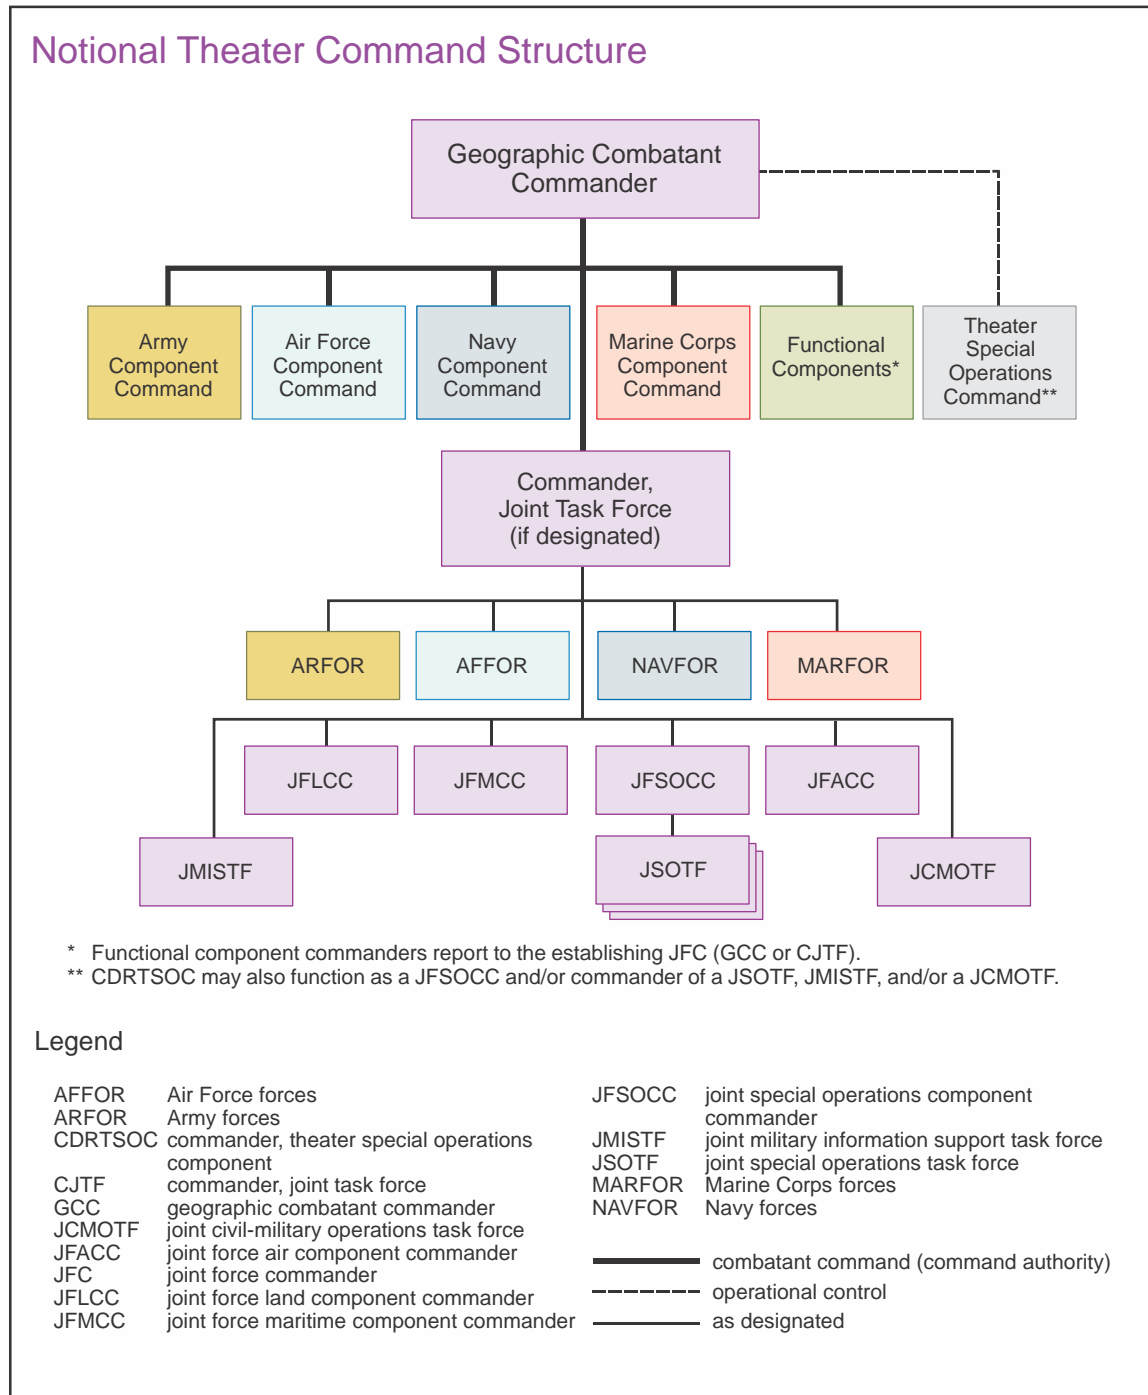 Notional Theater Command Structure
Geographic Combatant
Commander
Army
Component
Command
Air Force
Component
Command
Navy
Component
Command
Marine Corps
Component
Command
Functional
Components*
Theater
Special
Operations
Command**
Commander,
Joint Task Force
(if designated)
ARFOR
AFFOR
NAVFOR
MARFOR
JFLCC
JFMCC
JFSOCC
JFACC
JMISTF
JSOTF
JCMOTF
* Functional component commanders report to the establishing JFC (GCC or CJTF).
** CDRTSOC may also function as a JFSOCC and/or commander of a JSOTF, JMISTF, and/or a JCMOTF.
Legend
AFFOR Air Force forces
ARFOR Army forces
CDRTSOC commander, theater special operations
component
CJTF commander, joint task force
GCC geographic combatant commander
JCMOTF joint civil-military operations task force
JFACC joint force air component commander
JFC joint force commander
JFLCC joint force land component commander
JFMCC joint force maritime component commander
JFSOCC joint special operations component
commander
JMISTF joint military information support task force
JSOTF joint special operations task force
MARFOR Marine Corps forces
NAVFOR Navy forces
combatant command (command authority)
operational control
as designated